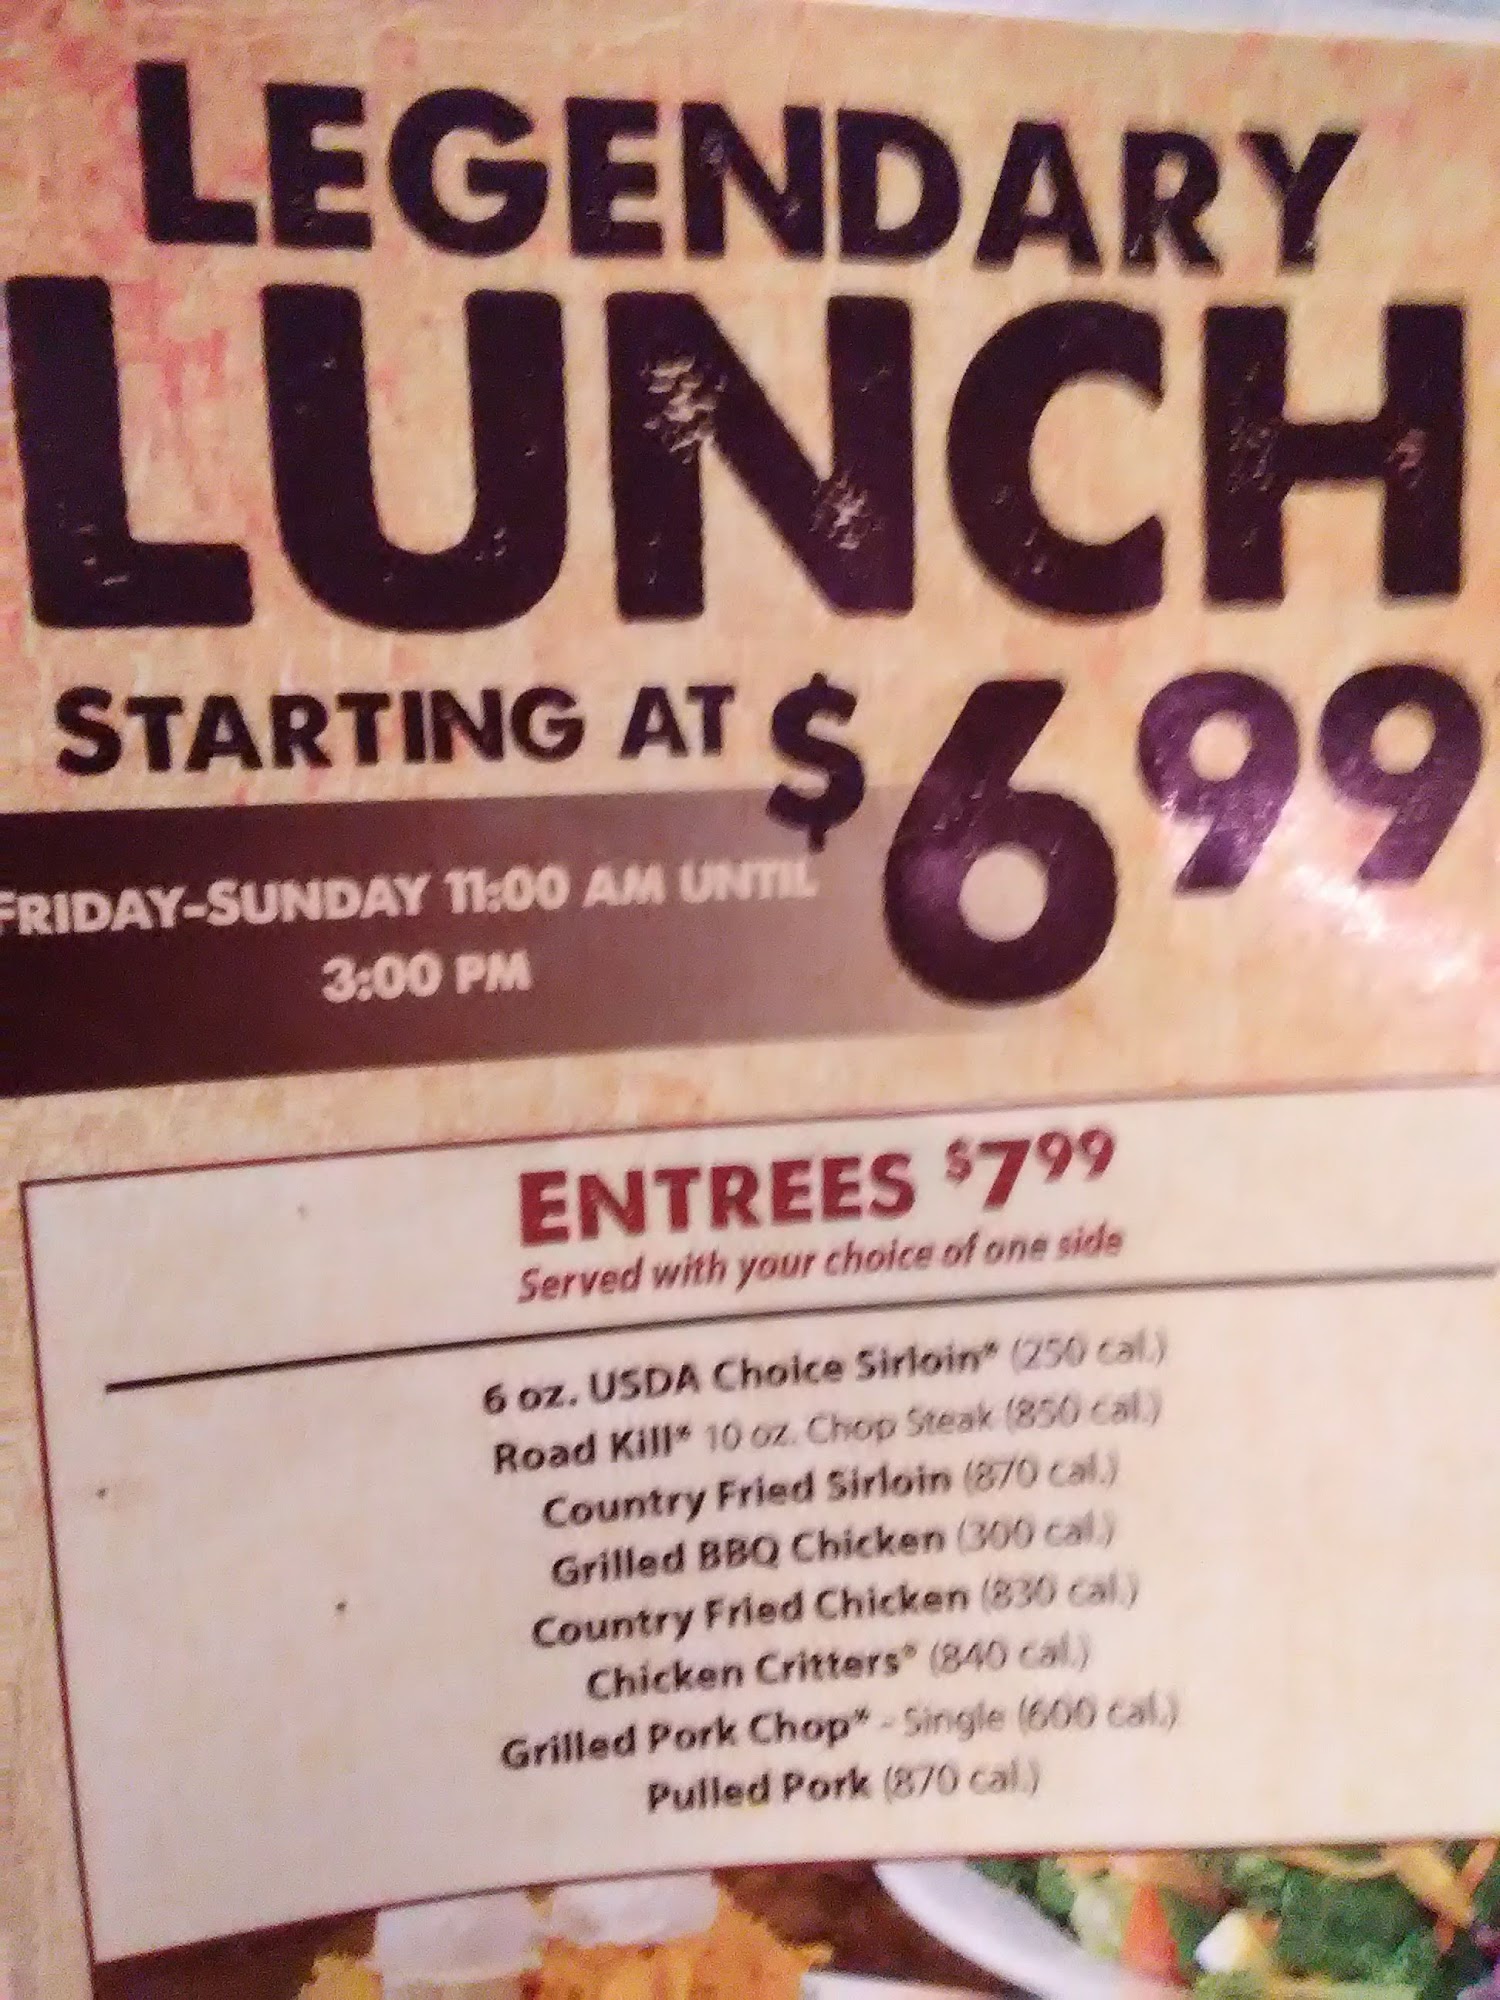 LEGENDARY
LUNCH
STARTING AT $6.99
FRIDAY-SUNDAY 11:00 AM UNTIL
3:00 PM
ENTREES $7.99
Served with your choice of one side
6 oz. USDA Choice Sirloin* (250 cal.)
Road Kill* 10 oz. Chop Steak (850 cal.)
Country Fried Sirloin (870 cal.)
Grilled BBQ Chicken (300 cal.)
Country Fried Chicken (830 cal.)
Chicken Critters® (840 cal.)
Grilled Pork Chop* - Single (600 cal.)
Pulled Pork (870 cal.)